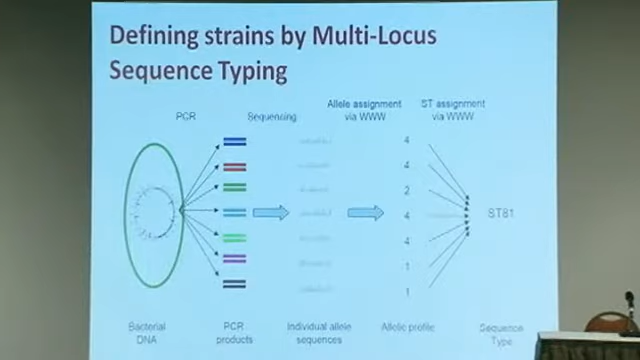 Defining strains by Multi-Locus
Sequence Typing
PCR
Sequencing
Allele assignment
via WWW
ST assignment
via WWW
4
4
2
4
4
1
1
ST81
Bacterial
DNA
PCR
products
Individual allele
sequences
Allelic profile
Sequence
Type